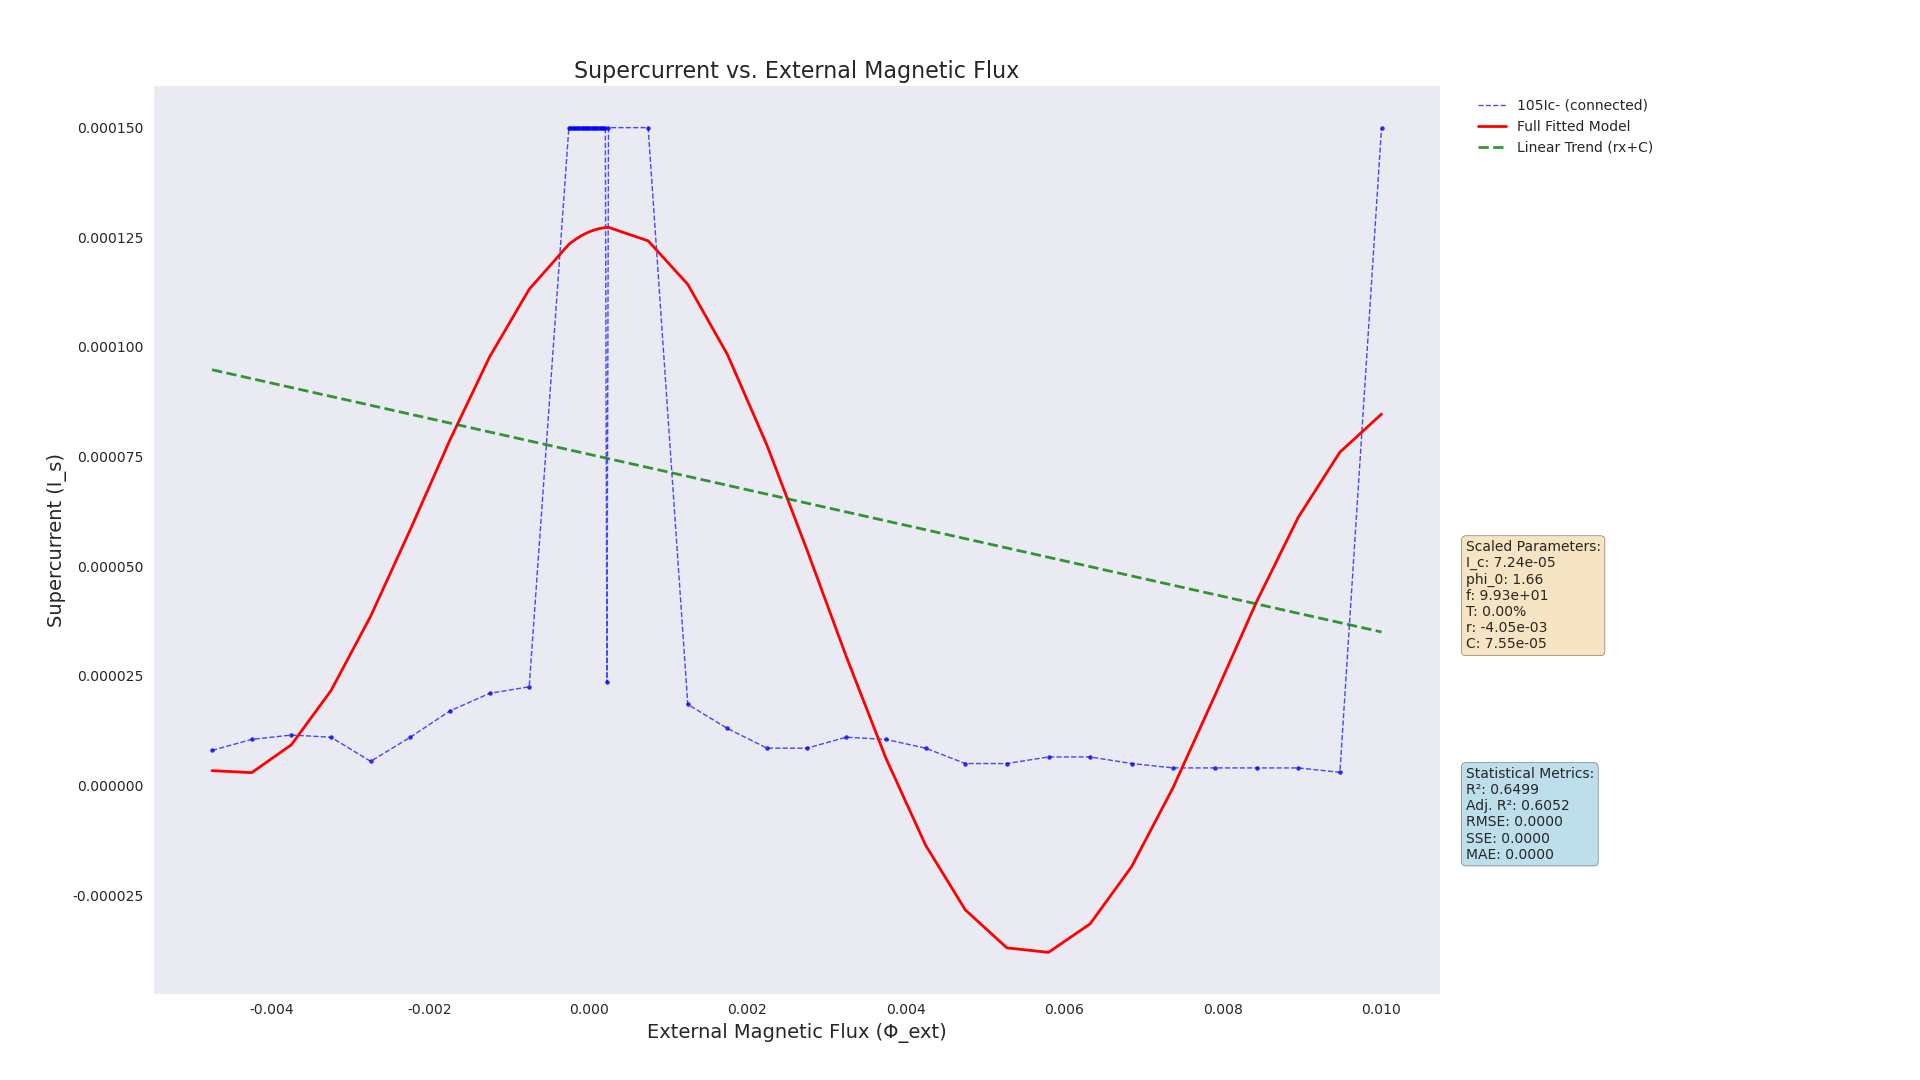 Supercurrent vs. External Magnetic Flux
0.000150
0.000125
0.000100
0.000075
0.000050
0.000025
0.000000
-0.000025
Supercurrent (I_s)
-0.004
-0.002
0.000
0.002
0.004
0.006
0.008
0.010
External Magnetic Flux (Φ_ext)
105Ic- (connected)
Full Fitted Model
Linear Trend (rx+C)
Scaled Parameters:
I_c: 7.24e-05
phi_0: 1.66
f: 9.93e+01
T: 0.00%
r: -4.05e-03
C: 7.55e-05
Statistical Metrics:
R²: 0.6499
Adj. R²: 0.6052
RMSE: 0.0000
SSE: 0.0000
MAE: 0.0000